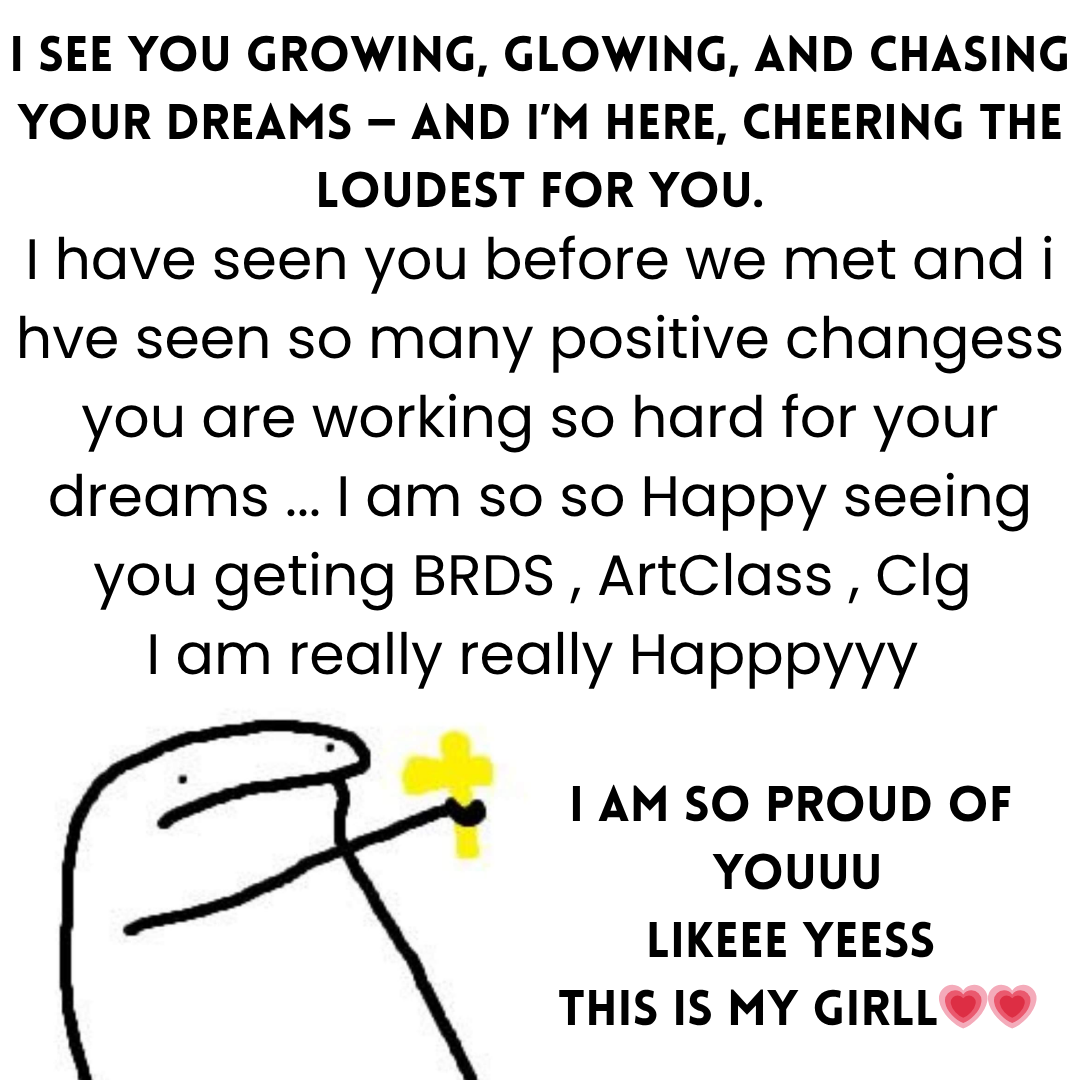 I SEE YOU GROWING, GLOWING, AND CHASING
YOUR DREAMS — AND I’M HERE, CHEERING THE
LOUDEST FOR YOU.
I have seen you before we met and i
hve seen so many positive changess
you are working so hard for your
dreams ... I am so so Happy seeing
you geting BRDS , ArtClass , Clg
I am really really Happpyyy
I AM SO PROUD OF
YOUUU
LIKEEE YEESS
THIS IS MY GIRLL💗💗